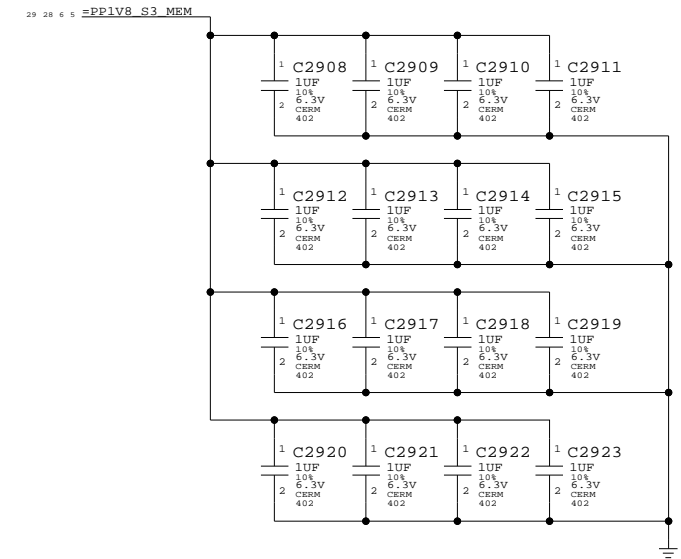 29 28 6 5 =PP1V8_S3_MEM
1 C2908 1 C2909 1 C2910 1 C2911
1UF 1UF 1UF 1UF
10% 10% 10% 10%
2 6.3V 2 6.3V 2 6.3V 2 6.3V
CERM CERM CERM CERM
402 402 402 402
1 C2912 1 C2913 1 C2914 1 C2915
1UF 1UF 1UF 1UF
10% 10% 10% 10%
2 6.3V 2 6.3V 2 6.3V 2 6.3V
CERM CERM CERM CERM
402 402 402 402
1 C2916 1 C2917 1 C2918 1 C2919
1UF 1UF 1UF 1UF
10% 10% 10% 10%
2 6.3V 2 6.3V 2 6.3V 2 6.3V
CERM CERM CERM CERM
402 402 402 402
1 C2920 1 C2921 1 C2922 1 C2923
1UF 1UF 1UF 1UF
10% 10% 10% 10%
2 6.3V 2 6.3V 2 6.3V 2 6.3V
CERM CERM CERM CERM
402 402 402 402